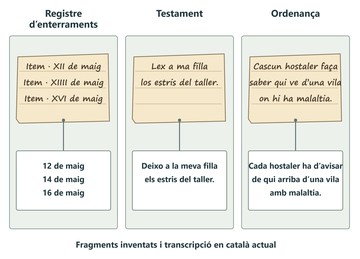 Registre
d'enterraments
Item · XII de maig
Item · XIIII de maig
Item · XVI de maig
12 de maig
14 de maig
16 de maig
Testament
Lex a ma filla
los estris del taller.
Deixo a la meva filla
els estris del taller.
Ordenança
Cascun hostaler faça
saber qui ve d'una vila
on hi ha malaltia.
Cada hostaler ha d'avisar
de qui arriba d'una vila
amb malaltia.
Fragments inventats i transcripció en català actual